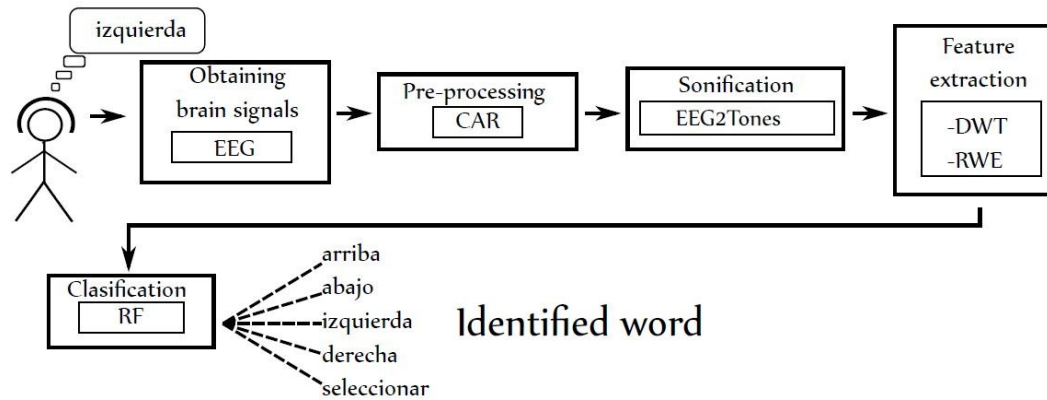 izquierda
Obtaining
brain signals
EEG
Pre-processing
CAR
Sonification
EEG2Tones
Feature
extraction
-DWT
-RWE
Clasification
RF
arriba
abajo
izquierda
derecha
seleccionar
Identified word